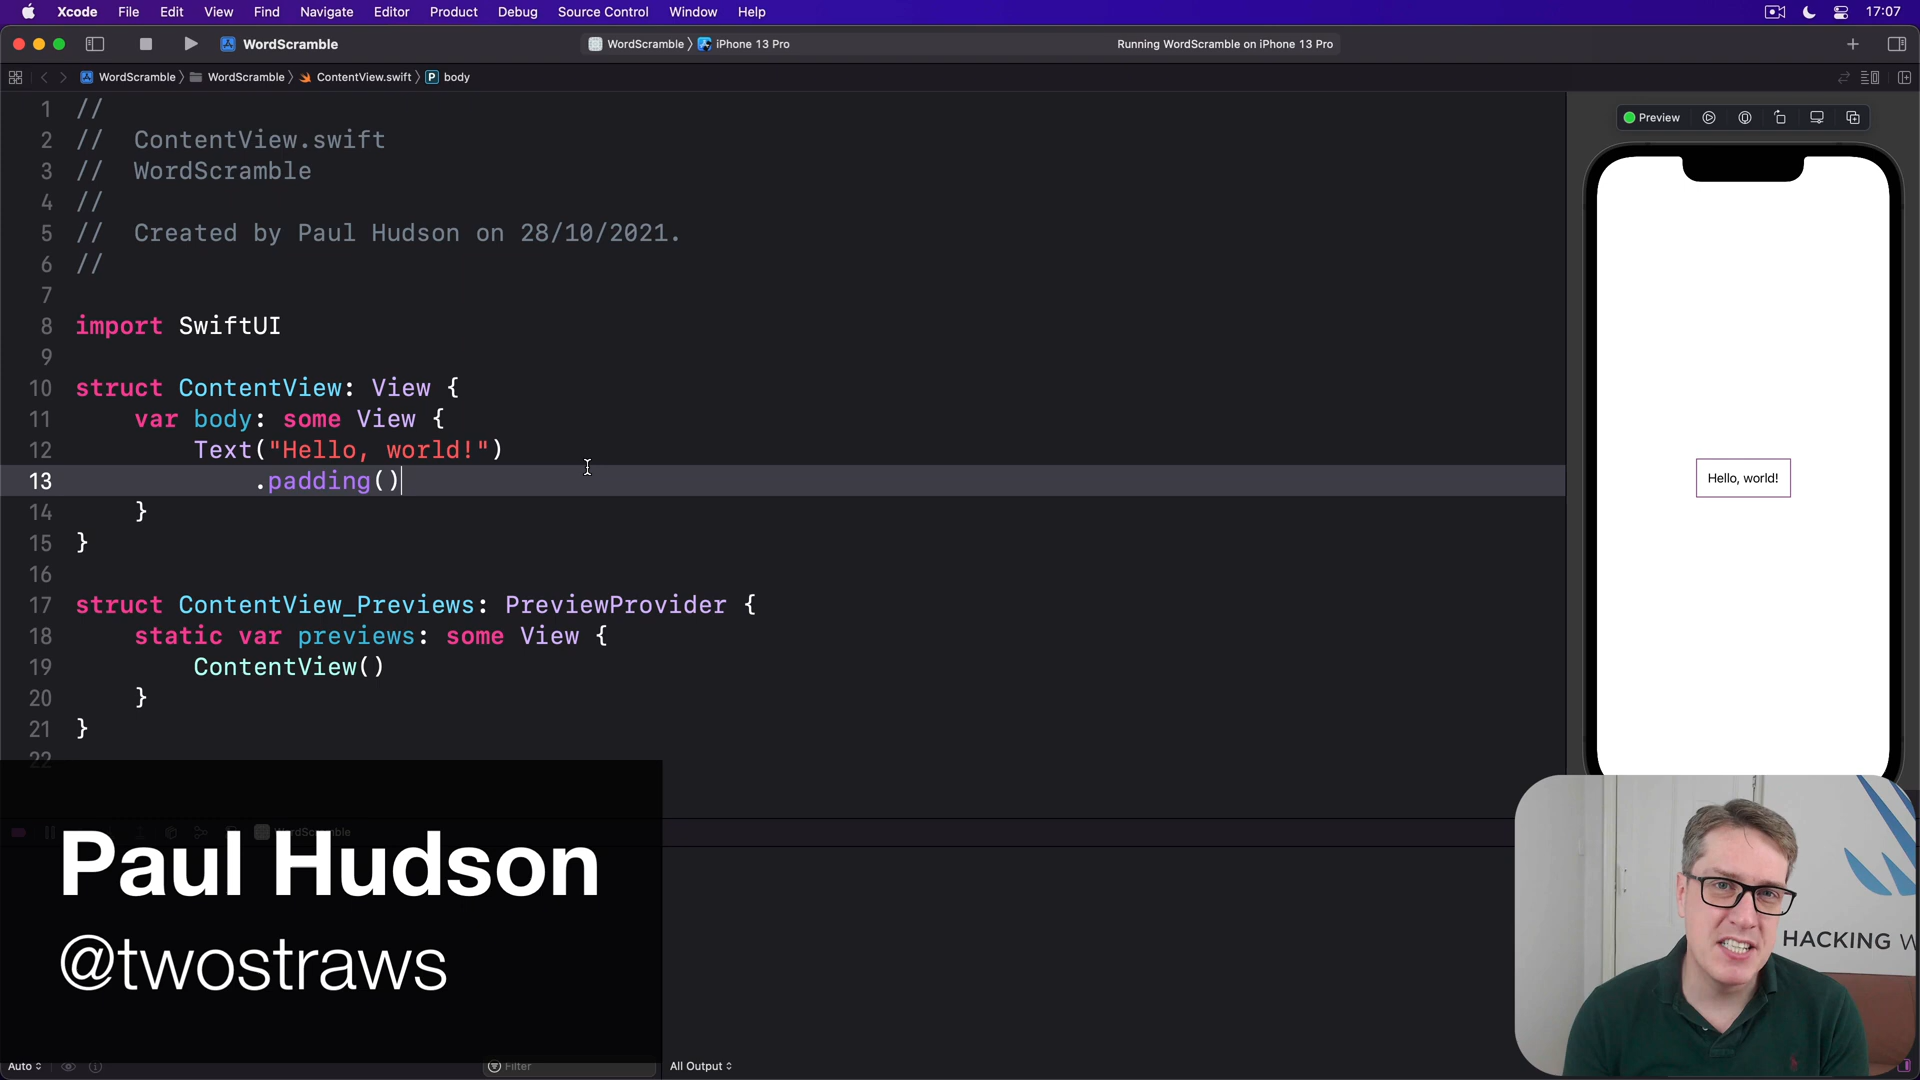 Xcode File Edit View Find Navigate Editor Product Debug Source Control Window Help 17:07
WordScramble WordScramble iPhone 13 Pro Running WordScramble on iPhone 13 Pro
WordScramble WordScramble ContentView.swift P body
1 //
2 // ContentView.swift
3 // WordScramble
4 //
5 // Created by Paul Hudson on 28/10/2021.
6 //
7
8 import SwiftUI
9
10 struct ContentView: View {
11 var body: some View {
12 Text("Hello, world!")
13 .padding()
14 }
15 }
16
17 struct ContentView_Previews: PreviewProvider {
18 static var previews: some View {
19 ContentView()
20 }
21 }
22
Preview
Hello, world!
WordScramble
Paul Hudson
@twostraws
HACKING W
Auto Filter All Output